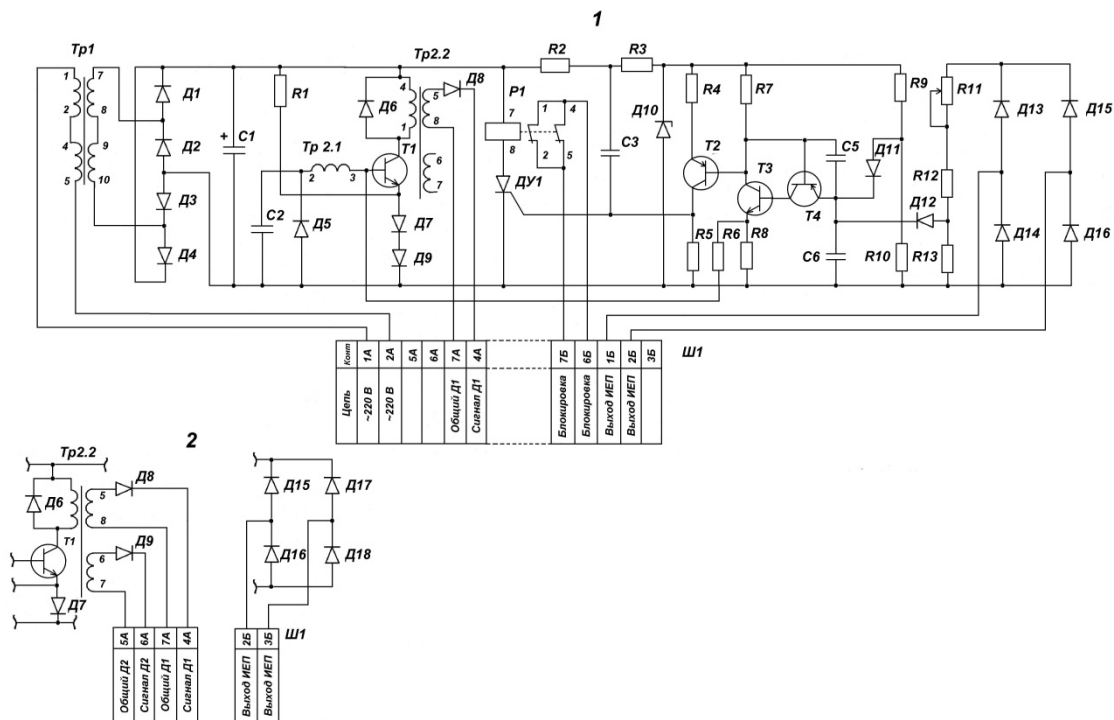 1
Тр1
Тр2.2
R2
R3
1
7
2
8
4
9
5
10
Д1
Д2
Д3
Д4
+
C1
R1
C2
Тр 2.1
2
3
Д5
Д6
4
1
5
8
6
7
Д8
Т1
Д7
Д9
Р1
7
8
1
4
2
5
ДУ1
С3
Д10
R4
R7
Т2
Т3
Т4
R5
R6
R8
C5
C6
Д11
Д12
R9
R10
R11
R12
R13
Д13
Д14
Д15
Д16
Конт
1А
2А
5А
6А
7А
4А
7Б
6Б
1Б
2Б
3Б
Ш1
Цепь
~220 В
~220 В
Общий Д1
Сигнал Д1
Блокировка
Блокировка
Выход ИЕП
Выход ИЕП
2
Тр2.2
Д6
Т1
Д7
5
8
6
7
Д8
Д9
Д15
Д16
Д17
Д18
5А
6А
7А
4А
Общий Д2
Сигнал Д2
Общий Д1
Сигнал Д1
2Б
3Б
Ш1
Выход ИЕП
Выход ИЕП